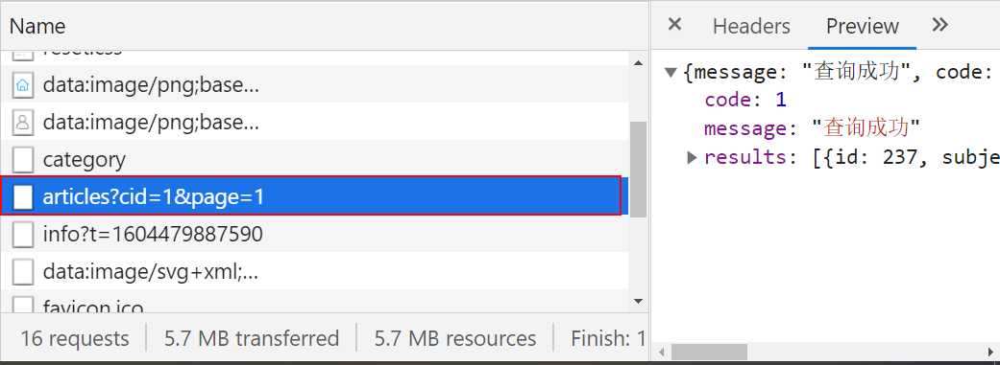 Name
reset.css
data:image/png;base...
data:image/png;base...
category
articles?cid=1&page=1
info?t=1604479887590
data:image/svg+xml;...
favicon.ico
16 requests 5.7 MB transferred 5.7 MB resources Finish: 1
Headers Preview
{message: "查询成功", code:
code: 1
message: "查询成功"
results: [{id: 237, subje